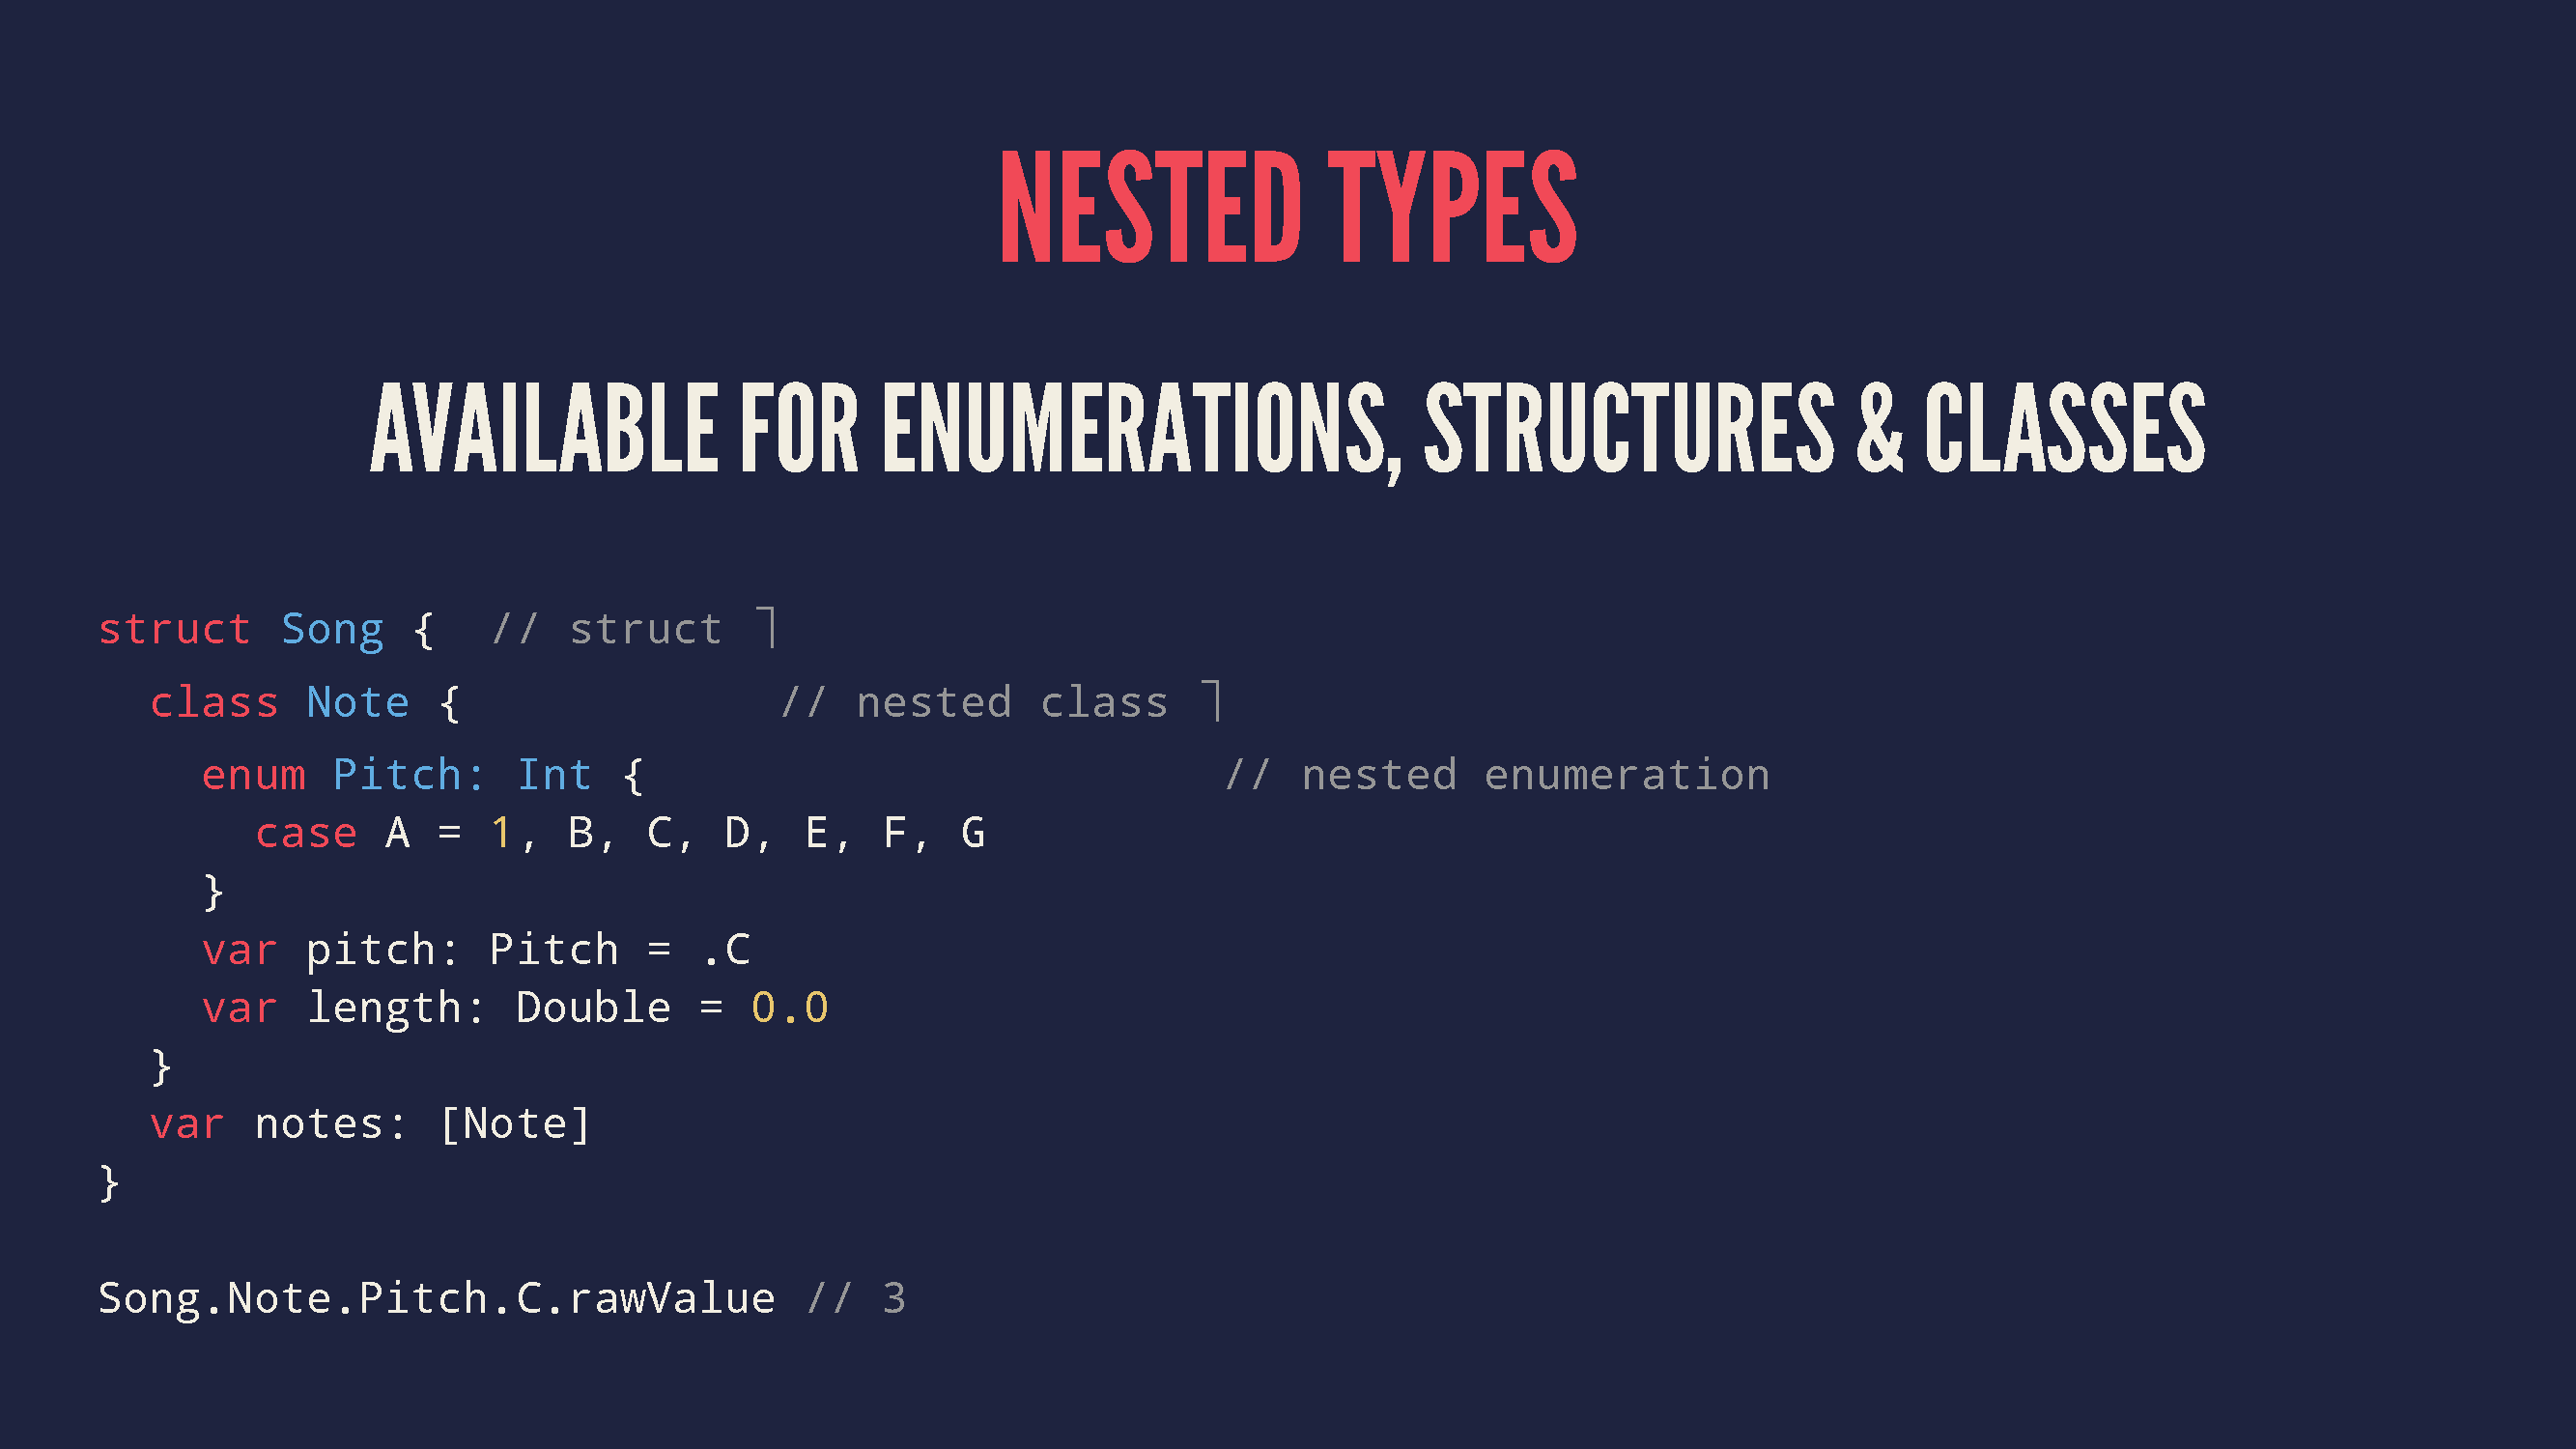 NESTED TYPES
AVAILABLE FOR ENUMERATIONS, STRUCTURES & CLASSES
struct Song { // struct ⎤
  class Note {            // nested class ⎤
    enum Pitch: Int {                      // nested enumeration
      case A = 1, B, C, D, E, F, G
    }
    var pitch: Pitch = .C
    var length: Double = 0.0
  }
  var notes: [Note]
}
Song.Note.Pitch.C.rawValue // 3